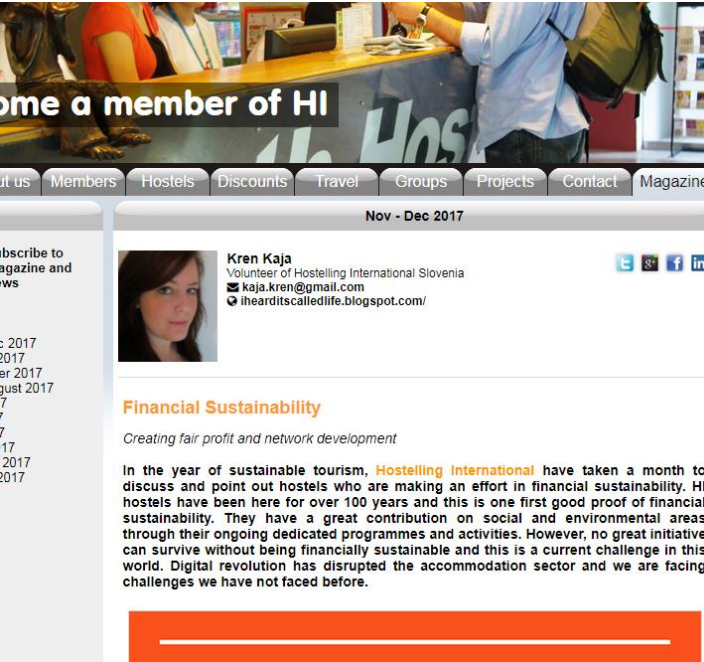 ome a member of HI
Hos
ut us Members Hostels Discounts Travel Groups Projects Contact Magazine
Nov - Dec 2017
ubscribe to
agazine and
ews
c 2017
2017
er 2017
gust 2017
7
7
7
17
2017
2017
Kren Kaja
Volunteer of Hostelling International Slovenia
kaja.kren@gmail.com
ihearditscalledlife.blogspot.com/
Financial Sustainability
Creating fair profit and network development
In the year of sustainable tourism, Hostelling International have taken a month to
discuss and point out hostels who are making an effort in financial sustainability. HI
hostels have been here for over 100 years and this is one first good proof of financial
sustainability. They have a great contribution on social and environmental areas
through their ongoing dedicated programmes and activities. However, no great initiative
can survive without being financially sustainable and this is a current challenge in this
world. Digital revolution has disrupted the accommodation sector and we are facing
challenges we have not faced before.